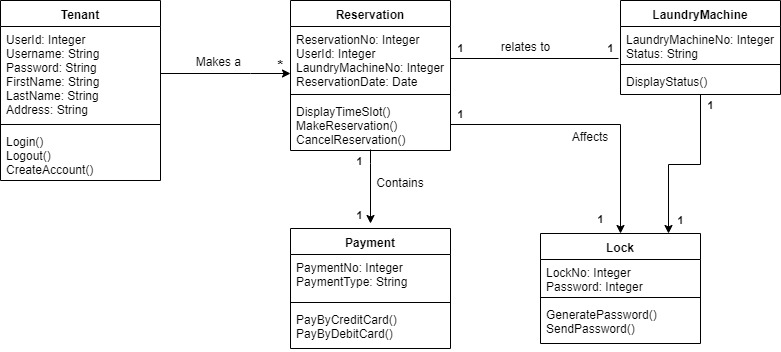 Tenant
UserId: Integer
Username: String
Password: String
FirstName: String
LastName: String
Address: String
Login()
Logout()
CreateAccount()
Makes a
*
Reservation
ReservationNo: Integer
UserId: Integer
LaundryMachineNo: Integer
ReservationDate: Date
DisplayTimeSlot()
MakeReservation()
CancelReservation()
1
relates to
1
LaundryMachine
LaundryMachineNo: Integer
Status: String
DisplayStatus()
1
Affects
1
1
1
1
Contains
1
Payment
PaymentNo: Integer
PaymentType: String
PayByCreditCard()
PayByDebitCard()
Lock
LockNo: Integer
Password: Integer
GeneratePassword()
SendPassword()